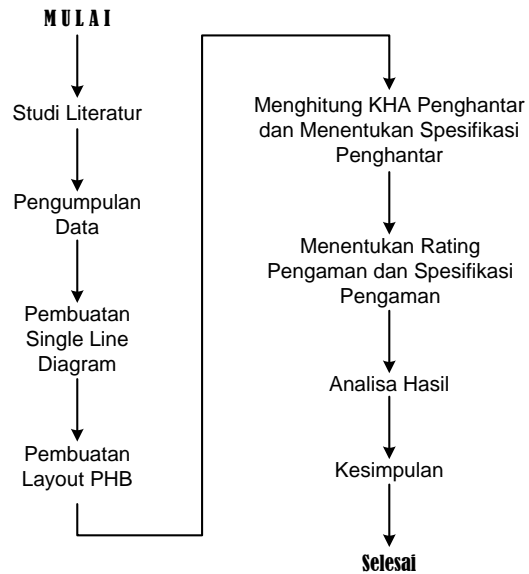 MULAI
Studi Literatur
Pengumpulan
Data
Pembuatan
Single Line
Diagram
Pembuatan
Layout PHB
Menghitung KHA Penghantar
dan Menentukan Spesifikasi
Penghantar
Menentukan Rating
Pengaman dan Spesifikasi
Pengaman
Analisa Hasil
Kesimpulan
Selesai